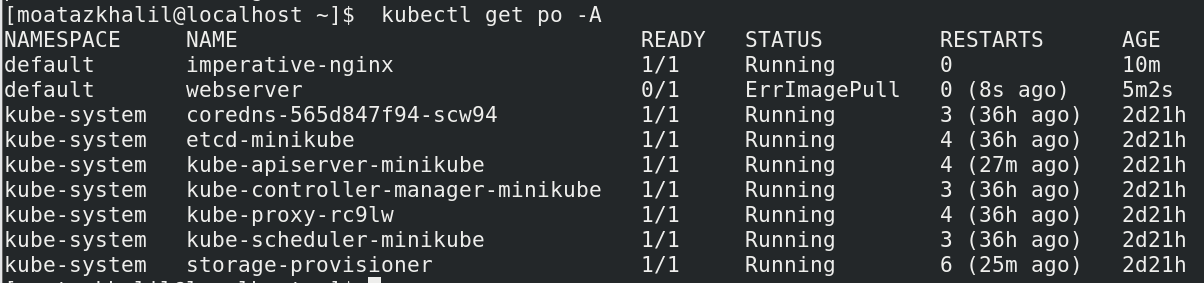 [moatazkhalil@localhost ~]$  kubectl get po -A
NAMESPACE     NAME                               READY   STATUS         RESTARTS      AGE
default       imperative-nginx                   1/1     Running        0             10m
default       webserver                          0/1     ErrImagePull   0 (8s ago)    5m2s
kube-system   coredns-565d847f94-scw94           1/1     Running        3 (36h ago)   2d21h
kube-system   etcd-minikube                      1/1     Running        4 (36h ago)   2d21h
kube-system   kube-apiserver-minikube            1/1     Running        4 (27m ago)   2d21h
kube-system   kube-controller-manager-minikube   1/1     Running        3 (36h ago)   2d21h
kube-system   kube-proxy-rc9lw                   1/1     Running        4 (36h ago)   2d21h
kube-system   kube-scheduler-minikube            1/1     Running        3 (36h ago)   2d21h
kube-system   storage-provisioner                1/1     Running        6 (25m ago)   2d21h